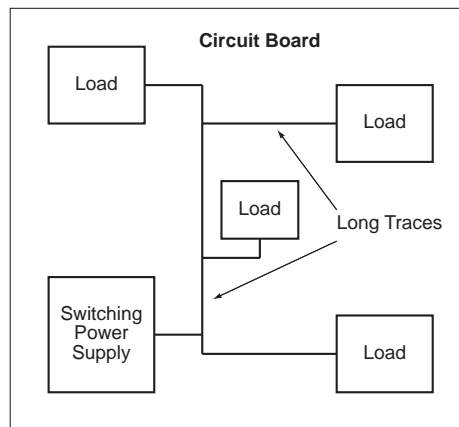 Circuit Board
Load
Load
Load
Long Traces
Switching
Power
Supply
Load